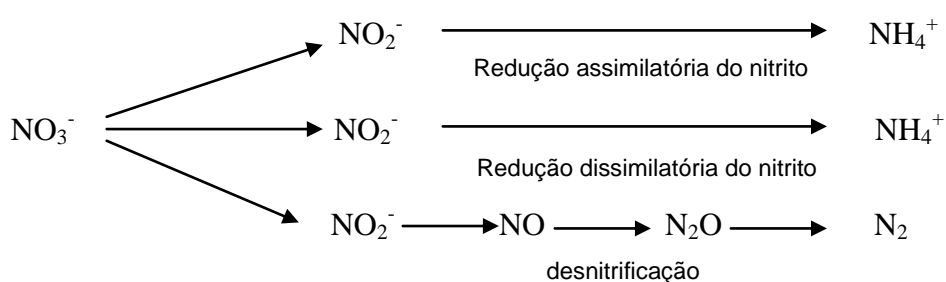 NO₂⁻ NH₄⁺
Redução assimilatória do nitrito
NO₃⁻ NO₂⁻ NH₄⁺
Redução dissimilatória do nitrito
NO₂⁻ NO N₂O N₂
desnitrificação